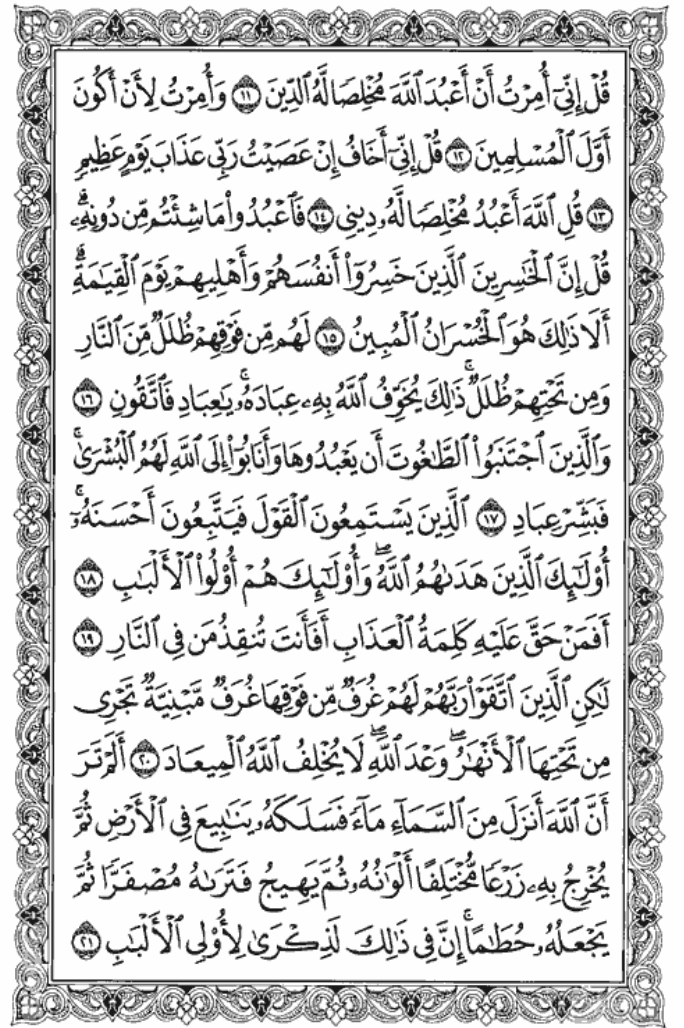 قُلْ إِنِّيٓ أُمِرْتُ أَنْ أَعْبُدَ ٱللَّهَ مُخْلِصًا لَّهُ ٱلدِّينَ ١١ وَأُمِرْتُ لِأَنْ أَكُونَ
أَوَّلَ ٱلْمُسْلِمِينَ ١٢ قُلْ إِنِّيٓ أَخَافُ إِنْ عَصَيْتُ رَبِّي عَذَابَ يَوْمٍ عَظِيمٍ
١٣ قُلِ ٱللَّهَ أَعْبُدُ مُخْلِصًا لَّهُۥ دِينِي ١٤ فَٱعْبُدُوا۟ مَا شِئْتُم مِّن دُونِهِۦۗ
قُلْ إِنَّ ٱلْخَٰسِرِينَ ٱلَّذِينَ خَسِرُوٓا۟ أَنفُسَهُمْ وَأَهْلِيهِمْ يَوْمَ ٱلْقِيَٰمَةِۗ
أَلَا ذَٰلِكَ هُوَ ٱلْخُسْرَانُ ٱلْمُبِينُ ١٥ لَهُم مِّن فَوْقِهِمْ ظُلَلٌ مِّنَ ٱلنَّارِ
وَمِن تَحْتِهِمْ ظُلَلٌۚ ذَٰلِكَ يُخَوِّفُ ٱللَّهُ بِهِۦ عِبَادَهُۥۚ يَٰعِبَادِ فَٱتَّقُونِ ١٦
وَٱلَّذِينَ ٱجْتَنَبُوا۟ ٱلطَّٰغُوتَ أَن يَعْبُدُوهَا وَأَنَابُوٓا۟ إِلَى ٱللَّهِ لَهُمُ ٱلْبُشْرَىٰۚ
فَبَشِّرْ عِبَادِ ١٧ ٱلَّذِينَ يَسْتَمِعُونَ ٱلْقَوْلَ فَيَتَّبِعُونَ أَحْسَنَهُۥٓۚ
أُو۟لَٰٓئِكَ ٱلَّذِينَ هَدَىٰهُمُ ٱللَّهُۖ وَأُو۟لَٰٓئِكَ هُمْ أُو۟لُوا۟ ٱلْأَلْبَٰبِ ١٨
أَفَمَنْ حَقَّ عَلَيْهِ كَلِمَةُ ٱلْعَذَابِ أَفَأَنتَ تُنقِذُ مَن فِي ٱلنَّارِ ١٩
لَٰكِنِ ٱلَّذِينَ ٱتَّقَوْا۟ رَبَّهُمْ لَهُمْ غُرَفٌ مِّن فَوْقِهَا غُرَفٌ مَّبْنِيَّةٌ تَجْرِي
مِن تَحْتِهَا ٱلْأَنْهَٰرُۖ وَعْدَ ٱللَّهِۖ لَا يُخْلِفُ ٱللَّهُ ٱلْمِيعَادَ ٢٠ أَلَمْ تَرَ
أَنَّ ٱللَّهَ أَنزَلَ مِنَ ٱلسَّمَآءِ مَآءً فَسَلَكَهُۥ يَنَٰبِيعَ فِي ٱلْأَرْضِ ثُمَّ
يُخْرِجُ بِهِۦ زَرْعًا مُّخْتَلِفًا أَلْوَٰنُهُۥ ثُمَّ يَهِيجُ فَتَرَىٰهُ مُصْفَرًّا ثُمَّ
يَجْعَلُهُۥ حُطَٰمًاۚ إِنَّ فِي ذَٰلِكَ لَذِكْرَىٰ لِأُو۟لِي ٱلْأَلْبَٰبِ ٢١